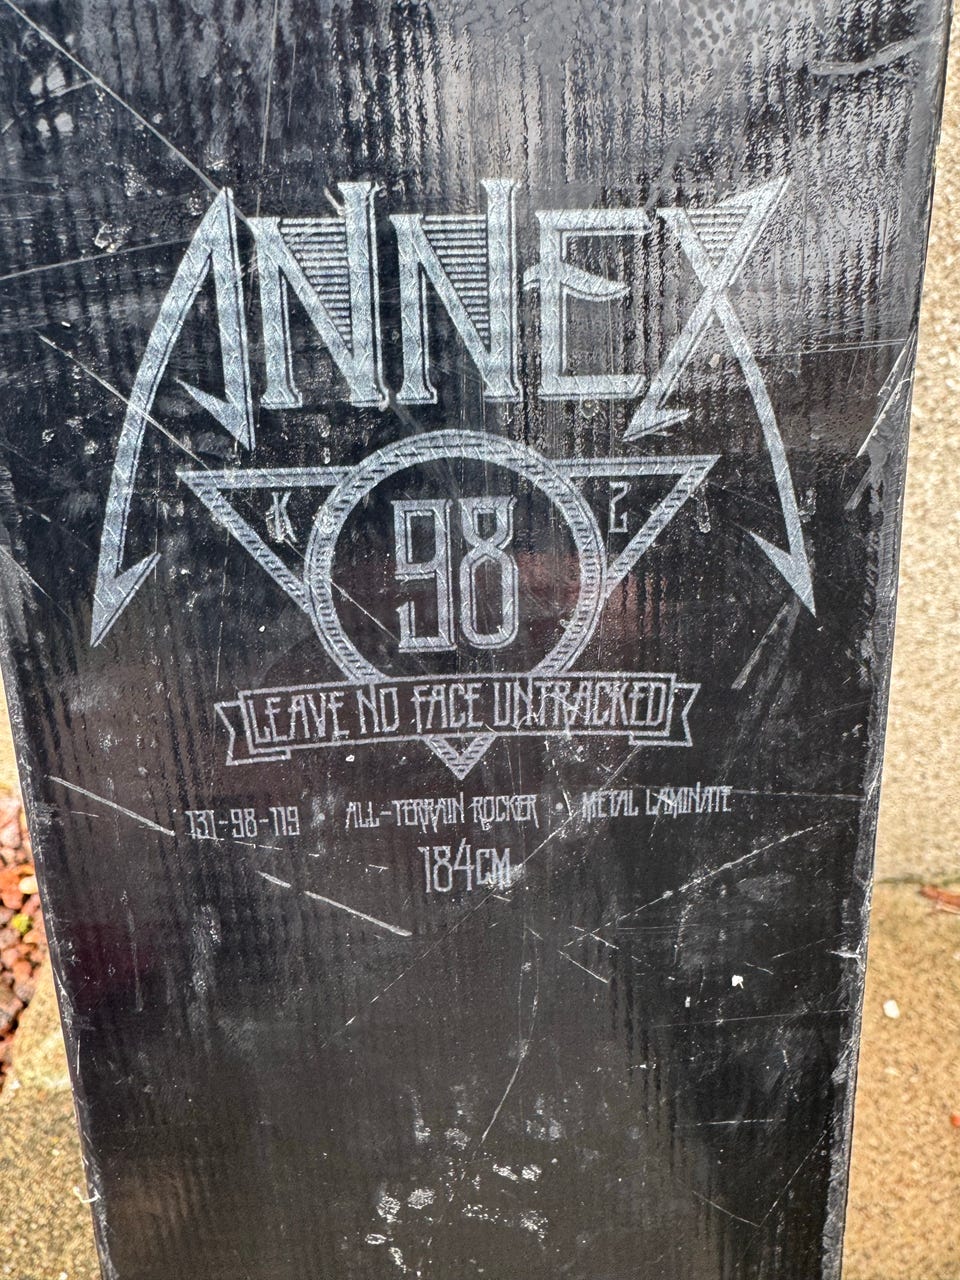 ANNEX
K 2
98
LEAVE NO FACE UNTRACKED
131-98-119 • ALL-TERRAIN ROCKER • METAL LAMINATE
184CM